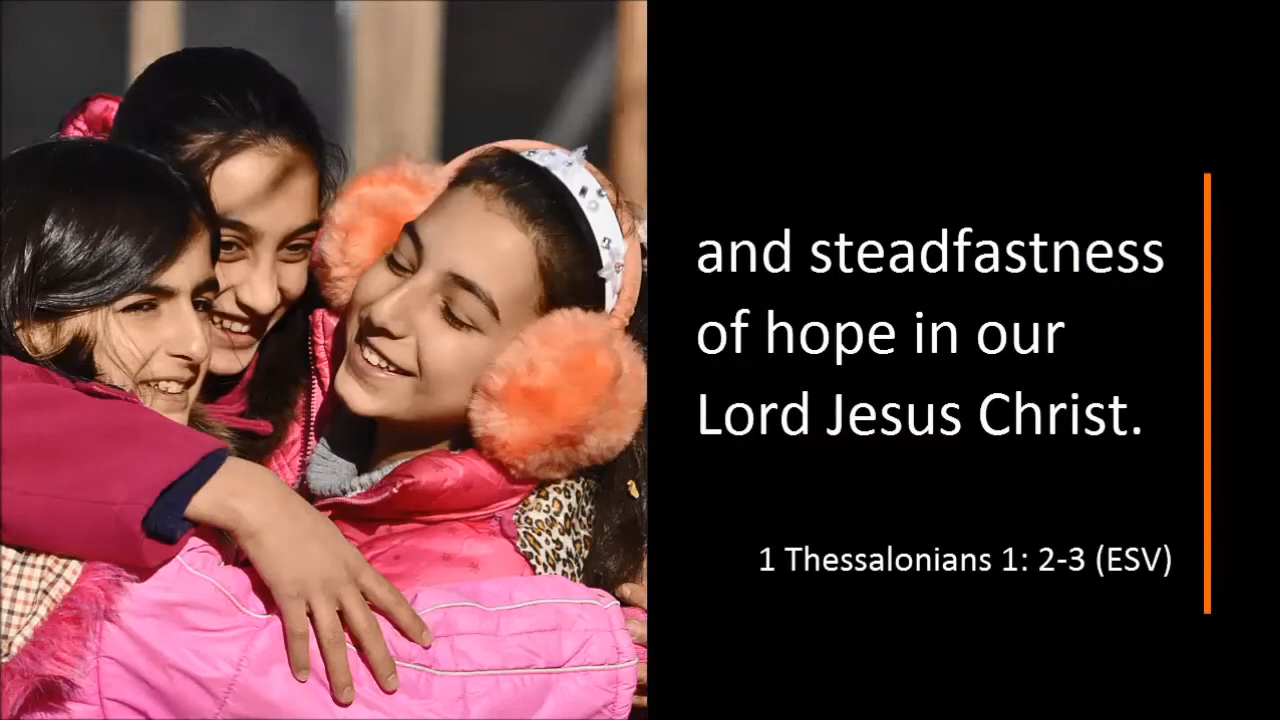 and steadfastness
of hope in our
Lord Jesus Christ.
1 Thessalonians 1: 2-3 (ESV)